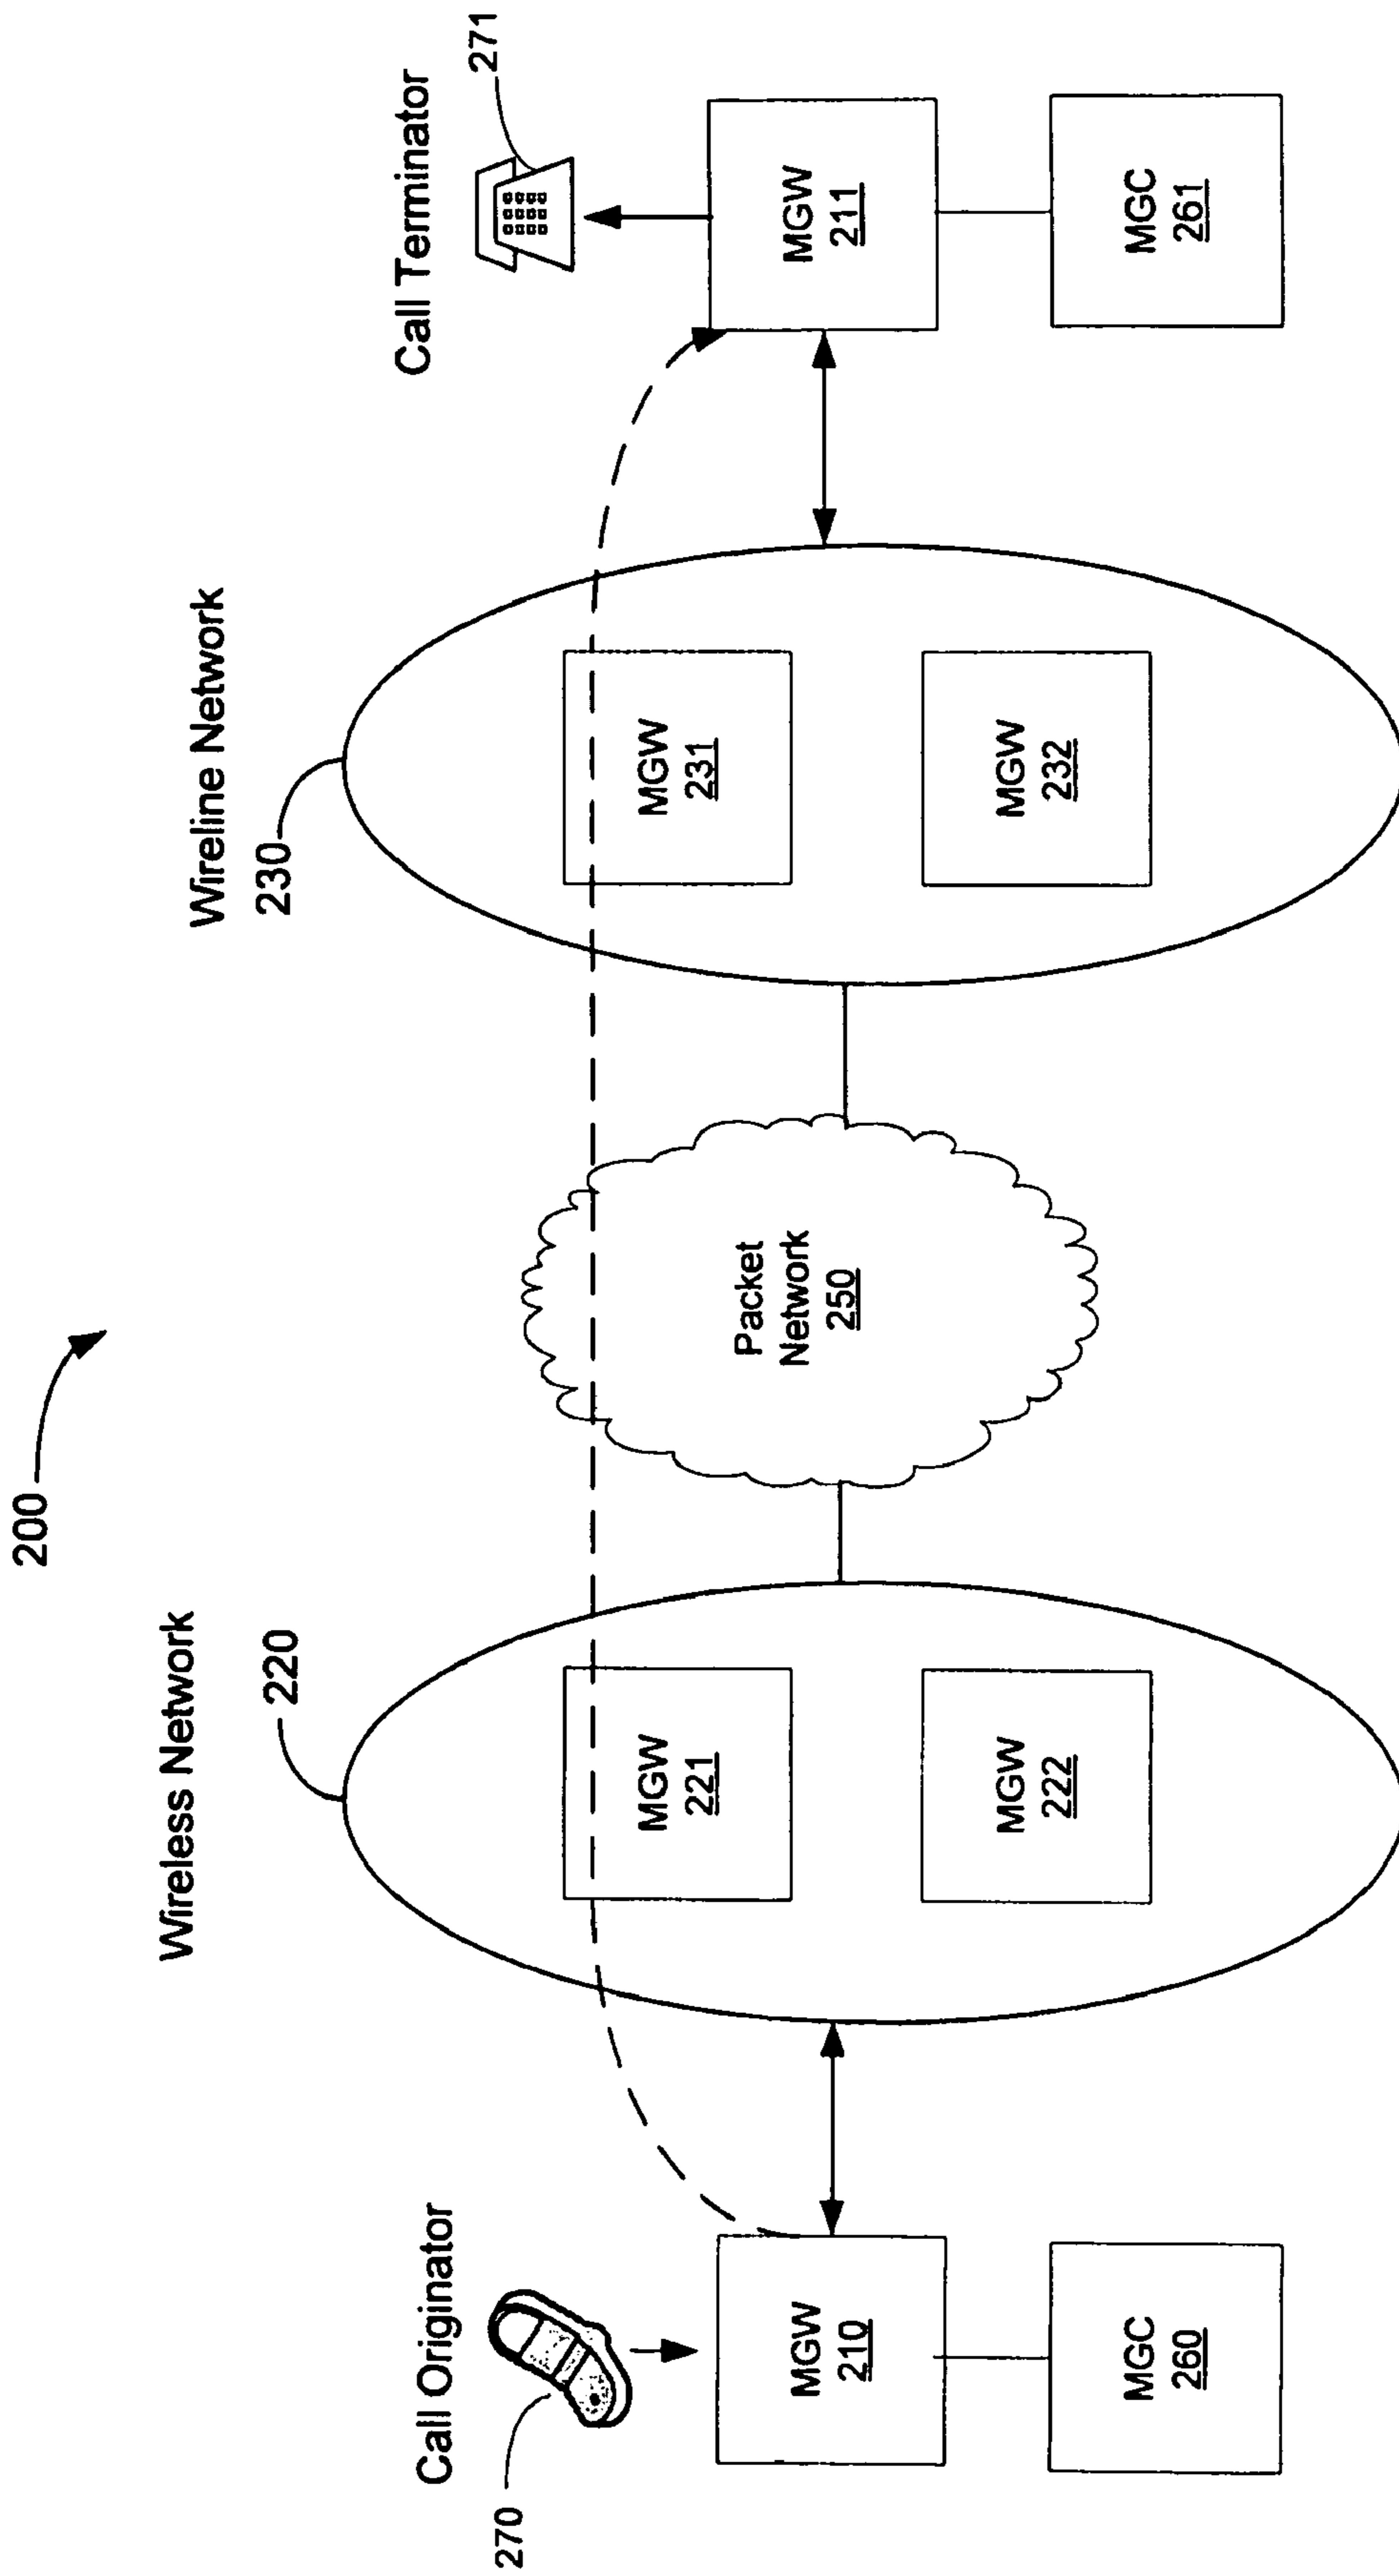 200
Wireless Network
220
Wireline Network
230
Call Originator
270
Call Terminator
271
MGW
210
MGC
260
MGW
221
MGW
222
Packet
Network
250
MGW
231
MGW
232
MGW
211
MGC
261